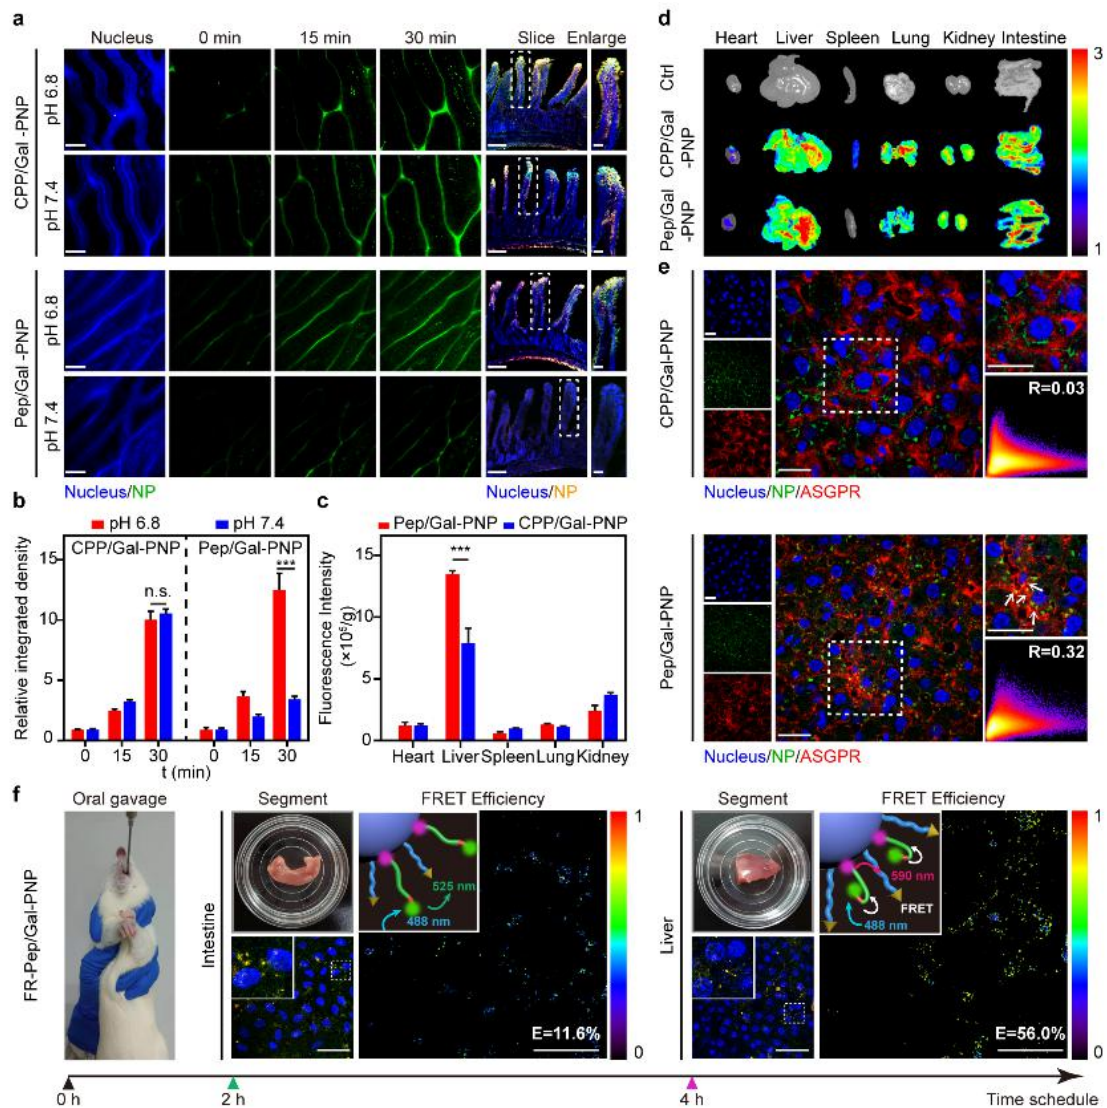 a
Nucleus 0 min 15 min 30 min Slice Enlarge
CPP/Gal -PNP
pH 6.8
pH 7.4
Pep/Gal -PNP
pH 6.8
pH 7.4
Nucleus/NP
Nucleus/NP
b
pH 6.8 pH 7.4
CPP/Gal-PNP Pep/Gal-PNP
n.s.
***
Relative integrated density
15
10
5
0
0 15 30 0 15 30
t (min)
c
Pep/Gal-PNP CPP/Gal-PNP
***
Fluorescence Intensity
(×10⁵/g)
15
10
5
0
Heart Liver Spleen Lung Kidney
d
Heart Liver Spleen Lung Kidney Intestine
Ctrl
CPP/Gal
-PNP
Pep/Gal
-PNP
3
1
e
CPP/Gal-PNP
R=0.03
Nucleus/NP/ASGPR
Pep/Gal-PNP
R=0.32
Nucleus/NP/ASGPR
f
Oral gavage Segment FRET Efficiency Segment FRET Efficiency
FR-Pep/Gal-PNP
Intestine
525 nm
488 nm
E=11.6%
1
0
Liver
590 nm
FRET
488 nm
E=56.0%
1
0
0 h 2 h 4 h Time schedule